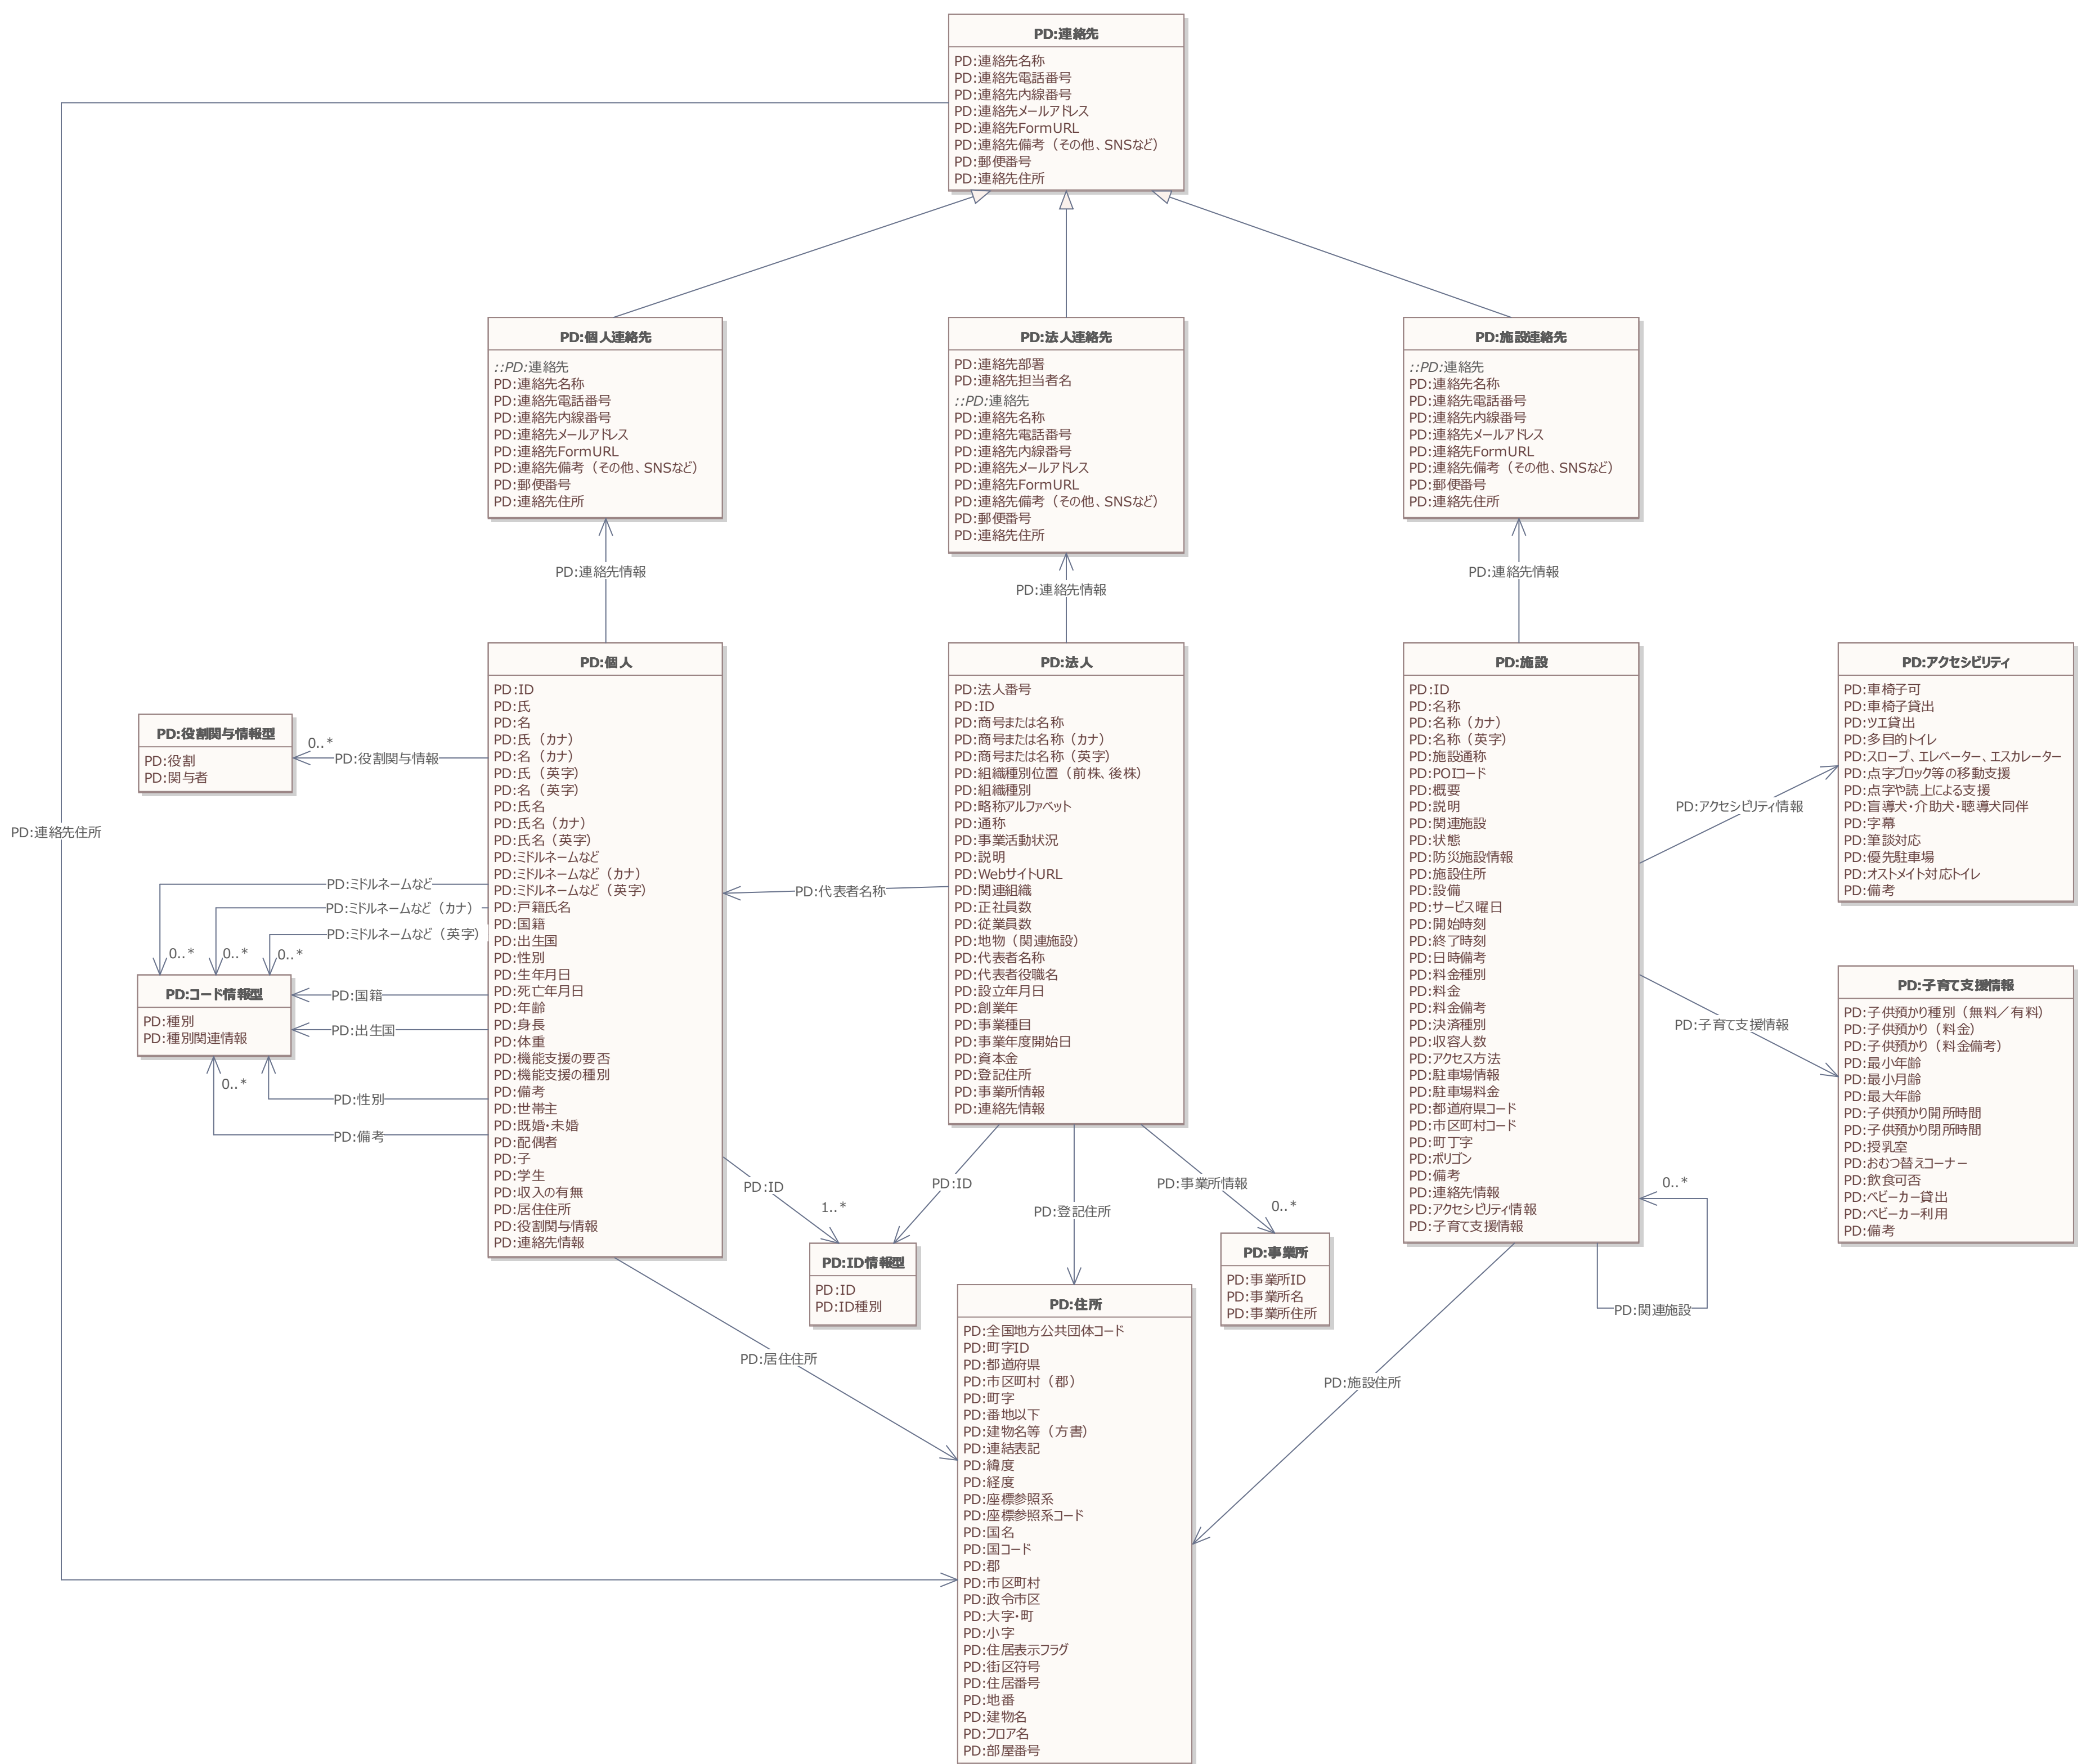 PD:連絡先
PD:連絡先名称
PD:連絡先電話番号
PD:連絡先内線番号
PD:連絡先メールアドレス
PD:連絡先FormURL
PD:連絡先備考（その他、SNSなど）
PD:郵便番号
PD:連絡先住所
PD:個人連絡先
::PD:連絡先
PD:連絡先名称
PD:連絡先電話番号
PD:連絡先内線番号
PD:連絡先メールアドレス
PD:連絡先FormURL
PD:連絡先備考（その他、SNSなど）
PD:郵便番号
PD:連絡先住所
PD:法人連絡先
PD:連絡先部署
PD:連絡先担当者名
::PD:連絡先
PD:連絡先名称
PD:連絡先電話番号
PD:連絡先内線番号
PD:連絡先メールアドレス
PD:連絡先FormURL
PD:連絡先備考（その他、SNSなど）
PD:郵便番号
PD:連絡先住所
PD:施設連絡先
::PD:連絡先
PD:連絡先名称
PD:連絡先電話番号
PD:連絡先内線番号
PD:連絡先メールアドレス
PD:連絡先FormURL
PD:連絡先備考（その他、SNSなど）
PD:郵便番号
PD:連絡先住所
PD:連絡先情報
PD:連絡先情報
PD:連絡先情報
PD:役割関与情報型
PD:役割
PD:関与者
0..*
PD:役割関与情報
PD:連絡先住所
PD:ミドルネームなど
PD:ミドルネームなど（カナ）
PD:ミドルネームなど（英字）
0..*
0..*
0..*
PD:コード情報型
PD:種別
PD:種別関連情報
PD:国籍
PD:出生国
0..*
PD:性別
PD:備考
PD:個人
PD:ID
PD:氏
PD:名
PD:氏（カナ）
PD:名（カナ）
PD:氏（英字）
PD:名（英字）
PD:氏名
PD:氏名（カナ）
PD:氏名（英字）
PD:ミドルネームなど
PD:ミドルネームなど（カナ）
PD:ミドルネームなど（英字）
PD:戸籍氏名
PD:国籍
PD:出生国
PD:性別
PD:生年月日
PD:死亡年月日
PD:年齢
PD:身長
PD:体重
PD:機能支援の要否
PD:機能支援の種別
PD:備考
PD:世帯主
PD:既婚・未婚
PD:配偶者
PD:子
PD:学生
PD:収入の有無
PD:居住住所
PD:役割関与情報
PD:連絡先情報
PD:代表者名称
PD:法人
PD:法人番号
PD:ID
PD:商号または名称
PD:商号または名称（カナ）
PD:商号または名称（英字）
PD:組織種別位置（前株、後株）
PD:組織種別
PD:略称アルファベット
PD:通称
PD:事業活動状況
PD:説明
PD:WebサイトURL
PD:関連組織
PD:正社員数
PD:従業員数
PD:地物（関連施設）
PD:代表者名称
PD:代表者役職名
PD:設立年月日
PD:創業年
PD:事業種目
PD:事業年度開始日
PD:資本金
PD:登記住所
PD:事業所情報
PD:連絡先情報
PD:施設
PD:ID
PD:名称
PD:名称（カナ）
PD:名称（英字）
PD:施設通称
PD:POIコード
PD:概要
PD:説明
PD:関連施設
PD:状態
PD:防災施設情報
PD:施設住所
PD:設備
PD:サービス曜日
PD:開始時刻
PD:終了時刻
PD:日時備考
PD:料金種別
PD:料金
PD:料金備考
PD:決済種別
PD:収容人数
PD:アクセス方法
PD:駐車場情報
PD:駐車場料金
PD:都道府県コード
PD:市区町村コード
PD:町丁字
PD:ポリゴン
PD:備考
PD:連絡先情報
PD:アクセシビリティ情報
PD:子育て支援情報
PD:アクセシビリティ情報
PD:子育て支援情報
PD:アクセシビリティ
PD:車椅子可
PD:車椅子貸出
PD:ツエ貸出
PD:多目的トイレ
PD:スロープ、エレベーター、エスカレーター
PD:点字ブロック等の移動支援
PD:点字や読上による支援
PD:盲導犬・介助犬・聴導犬同伴
PD:字幕
PD:筆談対応
PD:優先駐車場
PD:オストメイト対応トイレ
PD:備考
PD:子育て支援情報
PD:子供預かり種別（無料／有料）
PD:子供預かり（料金）
PD:子供預かり（料金備考）
PD:最小年齢
PD:最小月齢
PD:最大年齢
PD:子供預かり開所時間
PD:子供預かり閉所時間
PD:授乳室
PD:おむつ替えコーナー
PD:飲食可否
PD:ベビーカー貸出
PD:ベビーカー利用
PD:備考
PD:ID
1..*
PD:ID
PD:登記住所
PD:事業所情報
0..*
0..*
PD:関連施設
PD:ID情報型
PD:ID
PD:ID種別
PD:事業所
PD:事業所ID
PD:事業所名
PD:事業所住所
PD:居住住所
PD:施設住所
PD:住所
PD:全国地方公共団体コード
PD:町字ID
PD:都道府県
PD:市区町村（郡）
PD:町字
PD:番地以下
PD:建物名等（方書）
PD:連結表記
PD:緯度
PD:経度
PD:座標参照系
PD:座標参照系コード
PD:国名
PD:国コード
PD:郡
PD:市区町村
PD:政令市区
PD:大字・町
PD:小字
PD:住居表示フラグ
PD:街区符号
PD:住居番号
PD:地番
PD:建物名
PD:フロア名
PD:部屋番号